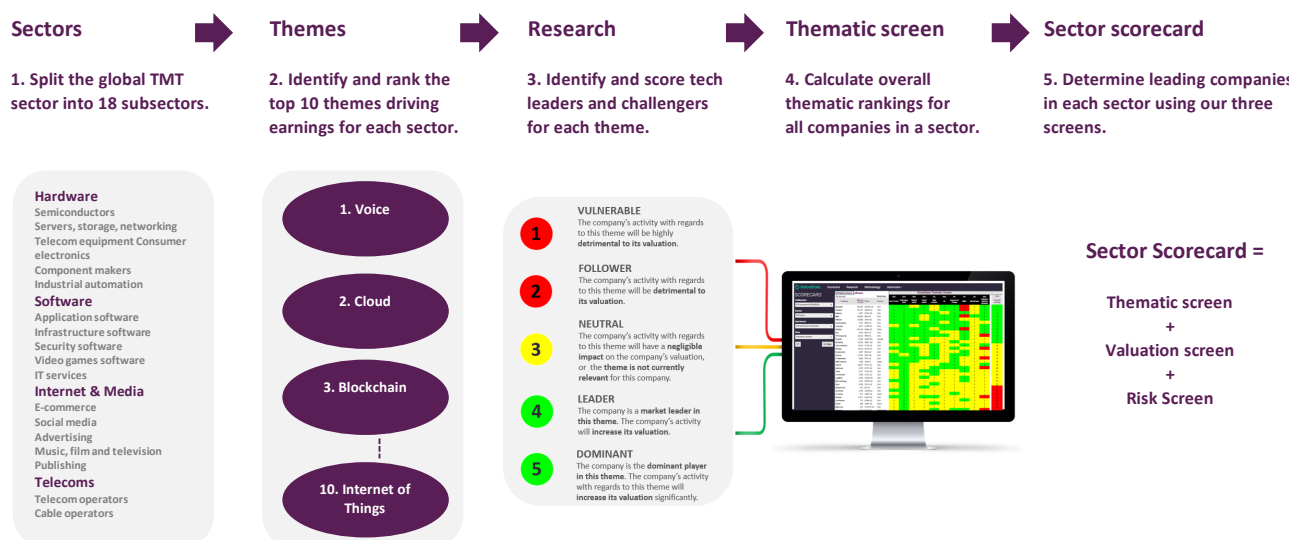 Sectors
Themes
Research
Thematic screen
Sector scorecard
1. Split the global TMT
sector into 18 subsectors.
2. Identify and rank the
top 10 themes driving
earnings for each sector.
3. Identify and score tech
leaders and challengers
for each theme.
4. Calculate overall
thematic rankings for
all companies in a sector.
5. Determine leading companies
in each sector using our three
screens.
Hardware
Semiconductors
Servers, storage, networking
Telecom equipment Consumer
electronics
Component makers
Industrial automation
Software
Application software
Infrastructure software
Security software
Video games software
IT services
Internet & Media
E-commerce
Social media
Advertising
Music, film and television
Publishing
Telecoms
Telecom operators
Cable operators
1. Voice
2. Cloud
3. Blockchain
10. Internet of
Things
1
VULNERABLE
The company's activity with regards
to this theme will be highly
detrimental to its valuation.
2
FOLLOWER
The company's activity with regards
to this theme will be detrimental to
its valuation.
3
NEUTRAL
The company's activity with regards
to this theme will have a negligible
impact on the company's valuation,
or the theme is not currently
relevant for this company.
4
LEADER
The company is a market leader in
this theme. The company's activity
will increase its valuation.
5
DOMINANT
The company is the dominant player
in this theme. The company's activity
with regards to this theme will
increase its valuation significantly.
SCORECARD
Sector Scorecard =
Thematic screen
+
Valuation screen
+
Risk Screen